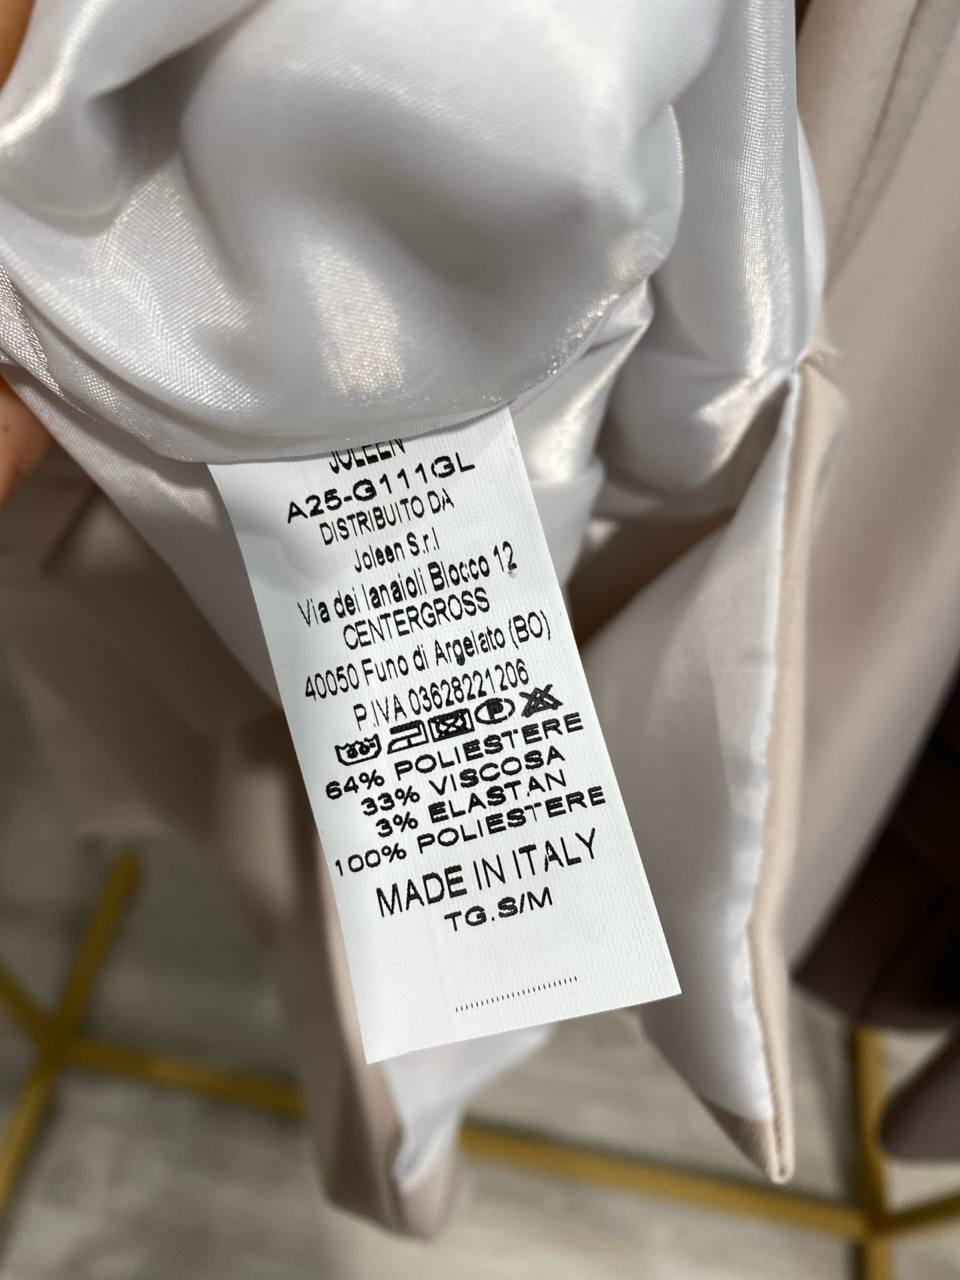 JOLEEN
A25-G111GL
DISTRIBUITO DA
Joleen S.r.l
Via dei lanaioli Blocco 12
CENTERGROSS
40050 Funo di Argelato (BO)
P.IVA 03628221206
64% POLIESTERE
33% VISCOSA
3% ELASTAN
100% POLIESTERE
MADE IN ITALY
TG.S/M